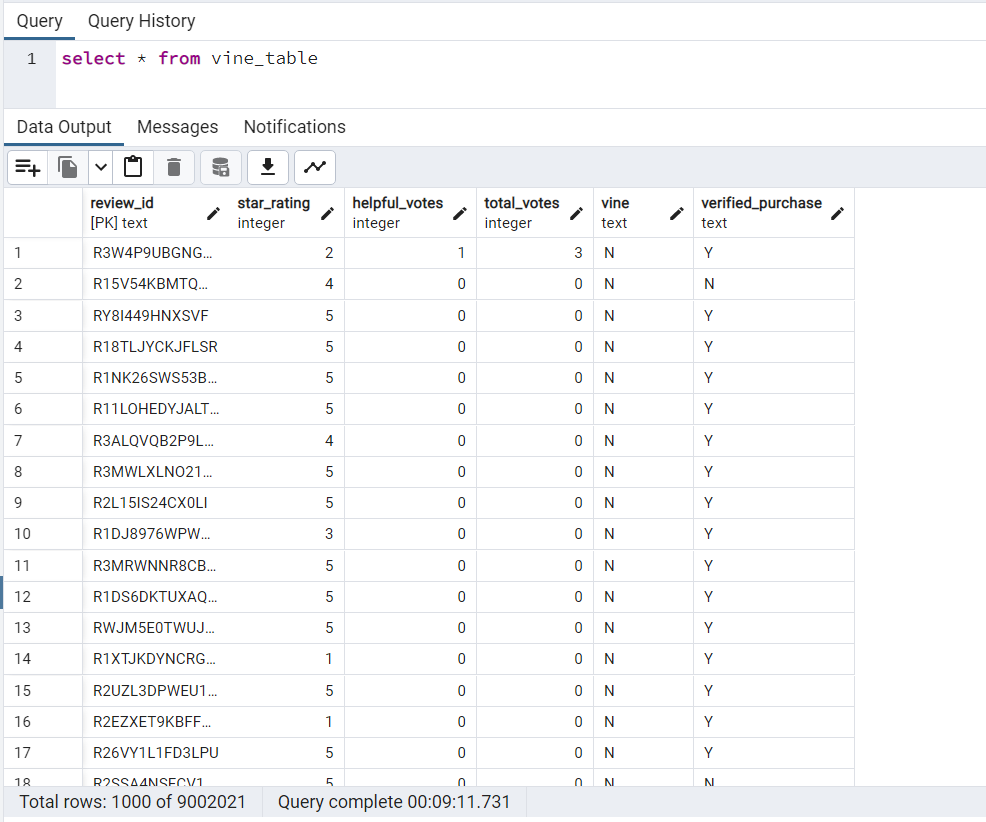 Query Query History
1 select * from vine_table
Data Output Messages Notifications
review_id star_rating helpful_votes total_votes vine verified_purchase
[PK] text integer integer integer text text
1 R3W4P9UBGNG... 2 1 3 N Y
2 R15V54KBMTQ... 4 0 0 N N
3 RY8I449HNXSVF 5 0 0 N Y
4 R18TLJYCKJFLSR 5 0 0 N Y
5 R1NK26SWS53B... 5 0 0 N Y
6 R11LOHEDYJALT... 5 0 0 N Y
7 R3ALQVQB2P9L... 4 0 0 N Y
8 R3MWLXLNO21... 5 0 0 N Y
9 R2L15IS24CX0LI 5 0 0 N Y
10 R1DJ8976WPW... 3 0 0 N Y
11 R3MRWNNR8CB... 5 0 0 N Y
12 R1DS6DKTUXAQ... 5 0 0 N Y
13 RWJM5E0TWUJ... 5 0 0 N Y
14 R1XTJKDYNCRG... 1 0 0 N Y
15 R2UZL3DPWEU1... 5 0 0 N Y
16 R2EZXET9KBFF... 1 0 0 N Y
17 R26VY1L1FD3LPU 5 0 0 N Y
18 5 0 0 N N
Total rows: 1000 of 9002021 Query complete 00:09:11.731